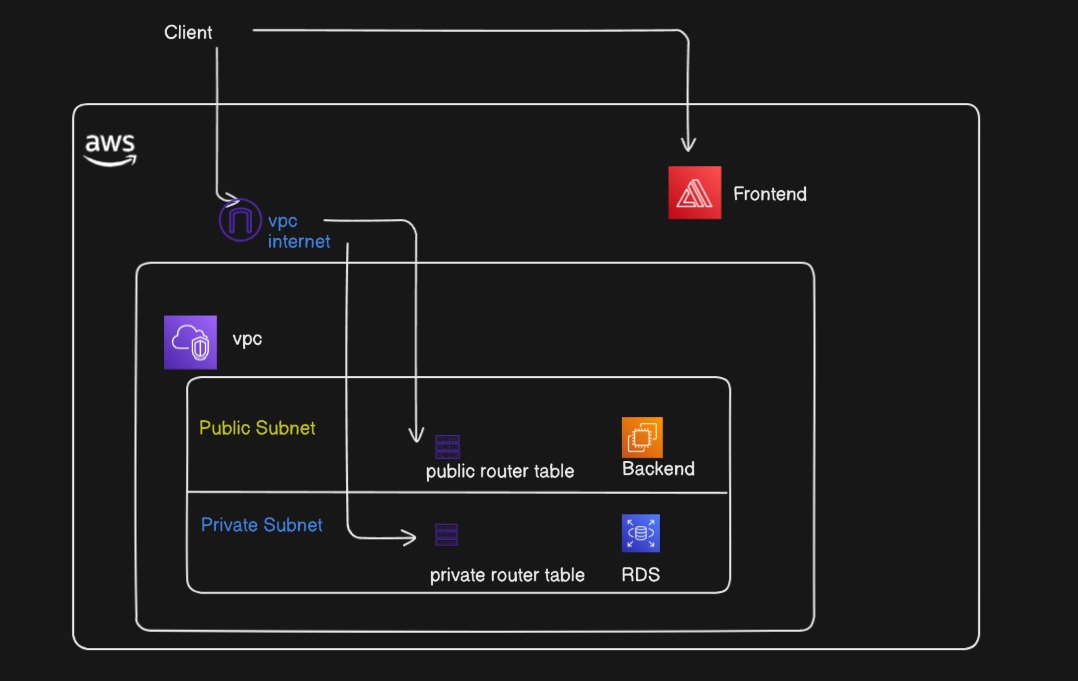 Client
aws
Frontend
vpc
internet
vpc
Public Subnet
public router table
Backend
Private Subnet
private router table
RDS